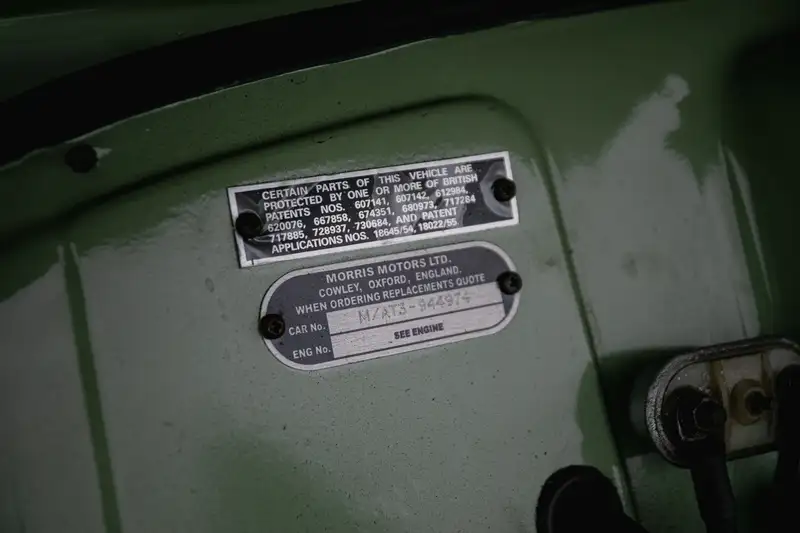 CERTAIN PARTS OF THIS VEHICLE ARE
PROTECTED BY ONE OR MORE OF BRITISH
PATENTS NOS. 607141, 607142, 612984,
620076, 667858, 674351, 680973, 717284
717885, 728937, 730684, AND PATENT
APPLICATIONS NOS. 18645/54, 18022/55.
MORRIS MOTORS LTD.
COWLEY, OXFORD, ENGLAND.
WHEN ORDERING REPLACEMENTS QUOTE
CAR No. M/AT3-944974
ENG No. SEE ENGINE